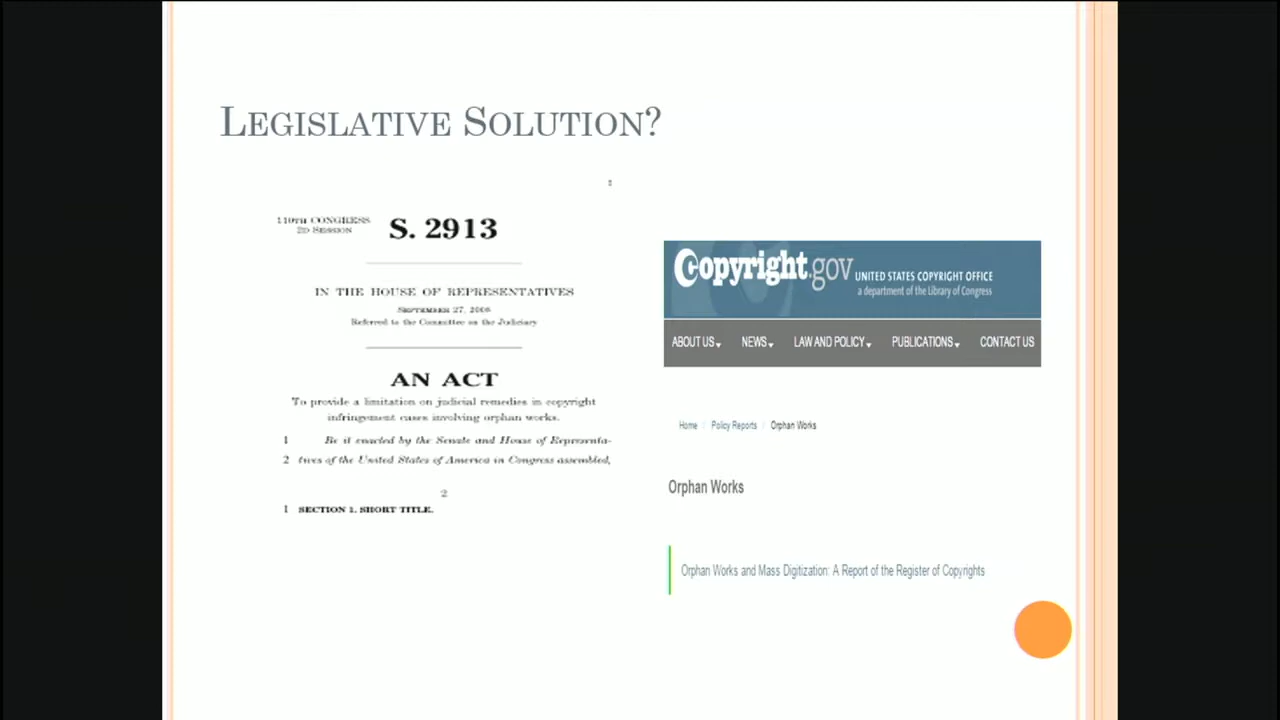 LEGISLATIVE SOLUTION?
1
110TH CONGRESS
2D SESSION
S. 2913
IN THE HOUSE OF REPRESENTATIVES
SEPTEMBER 27, 2008
Referred to the Committee on the Judiciary
AN ACT
To provide a limitation on judicial remedies in copyright
infringement cases involving orphan works.
1 Be it enacted by the Senate and House of Representa-
2 tives of the United States of America in Congress assembled,
2
1 SECTION 1. SHORT TITLE.
Copyright.gov UNITED STATES COPYRIGHT OFFICE
a department of the Library of Congress
ABOUT US NEWS LAW AND POLICY PUBLICATIONS CONTACT US
Home / Policy Reports / Orphan Works
Orphan Works
Orphan Works and Mass Digitization: A Report of the Register of Copyrights